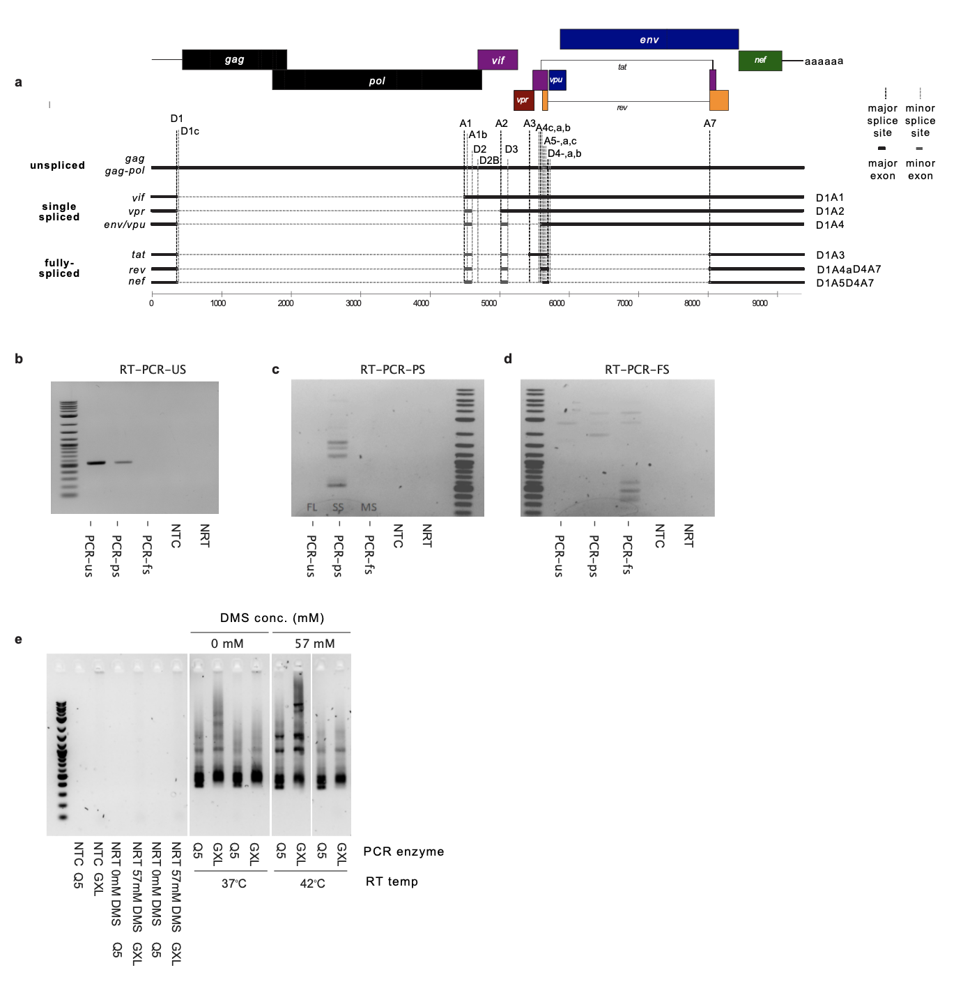 env
gag
vif
nef
aaaaaa
tat
pol
vpu
a
vpr
rev
major splice site
minor splice site
major exon
minor exon
D1
D1c
A1
A1b
D2
D2B
A2
D3
A3
A4c,a,b
A5-,a,c
D4-,a,b
A7
unspliced
gag
gag-pol
single spliced
vif
D1A1
vpr
D1A2
env/vpu
D1A4
fully-spliced
tat
D1A3
rev
D1A4aD4A7
nef
D1A5D4A7
0 1000 2000 3000 4000 5000 6000 7000 8000 9000
b
RT-PCR-US
PCR-us
PCR-ps
PCR-fs
NTC
NRT
c
RT-PCR-PS
FL SS MS
PCR-us
PCR-ps
PCR-fs
NTC
NRT
d
RT-PCR-FS
PCR-us
PCR-ps
PCR-fs
NTC
NRT
e
DMS conc. (mM)
0 mM 57 mM
NTC Q5
NTC GXL
NRT 0mM DMS Q5
NRT 57mM DMS GXL
NRT 0mM DMS Q5
NRT 57mM DMS GXL
Q5 GXL Q5 GXL Q5 GXL Q5 GXL
PCR enzyme
37°C 42°C
RT temp